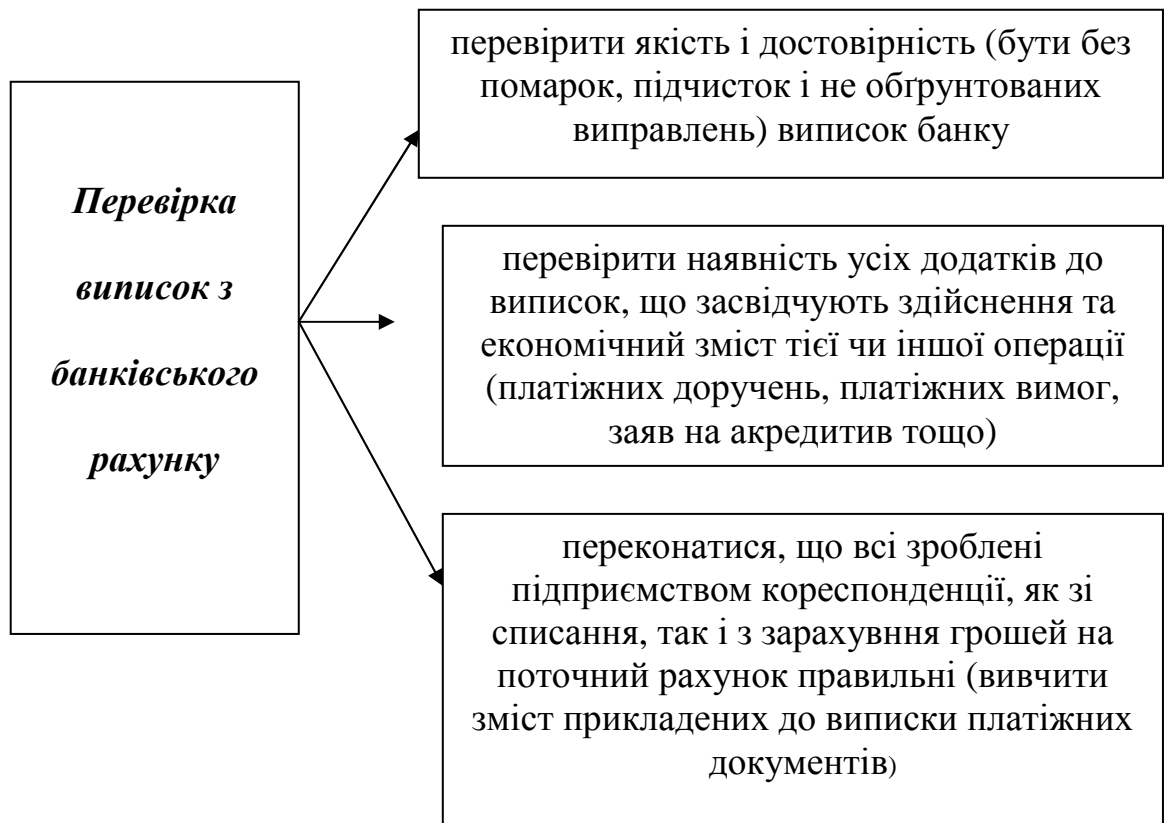 Перевірка
виписок з
банківського
рахунку
перевірити якість і достовірність (бути без
помарок, підчисток і не обґрунтованих
виправлень) виписок банку
перевірити наявність усіх додатків до
виписок, що засвідчують здійснення та
економічний зміст тієї чи іншої операції
(платіжних доручень, платіжних вимог,
заяв на акредитив тощо)
переконатися, що всі зроблені
підприємством кореспонденції, як зі
списання, так і з зарахувння грошей на
поточний рахунок правильні (вивчити
зміст прикладених до виписки платіжних
документів)